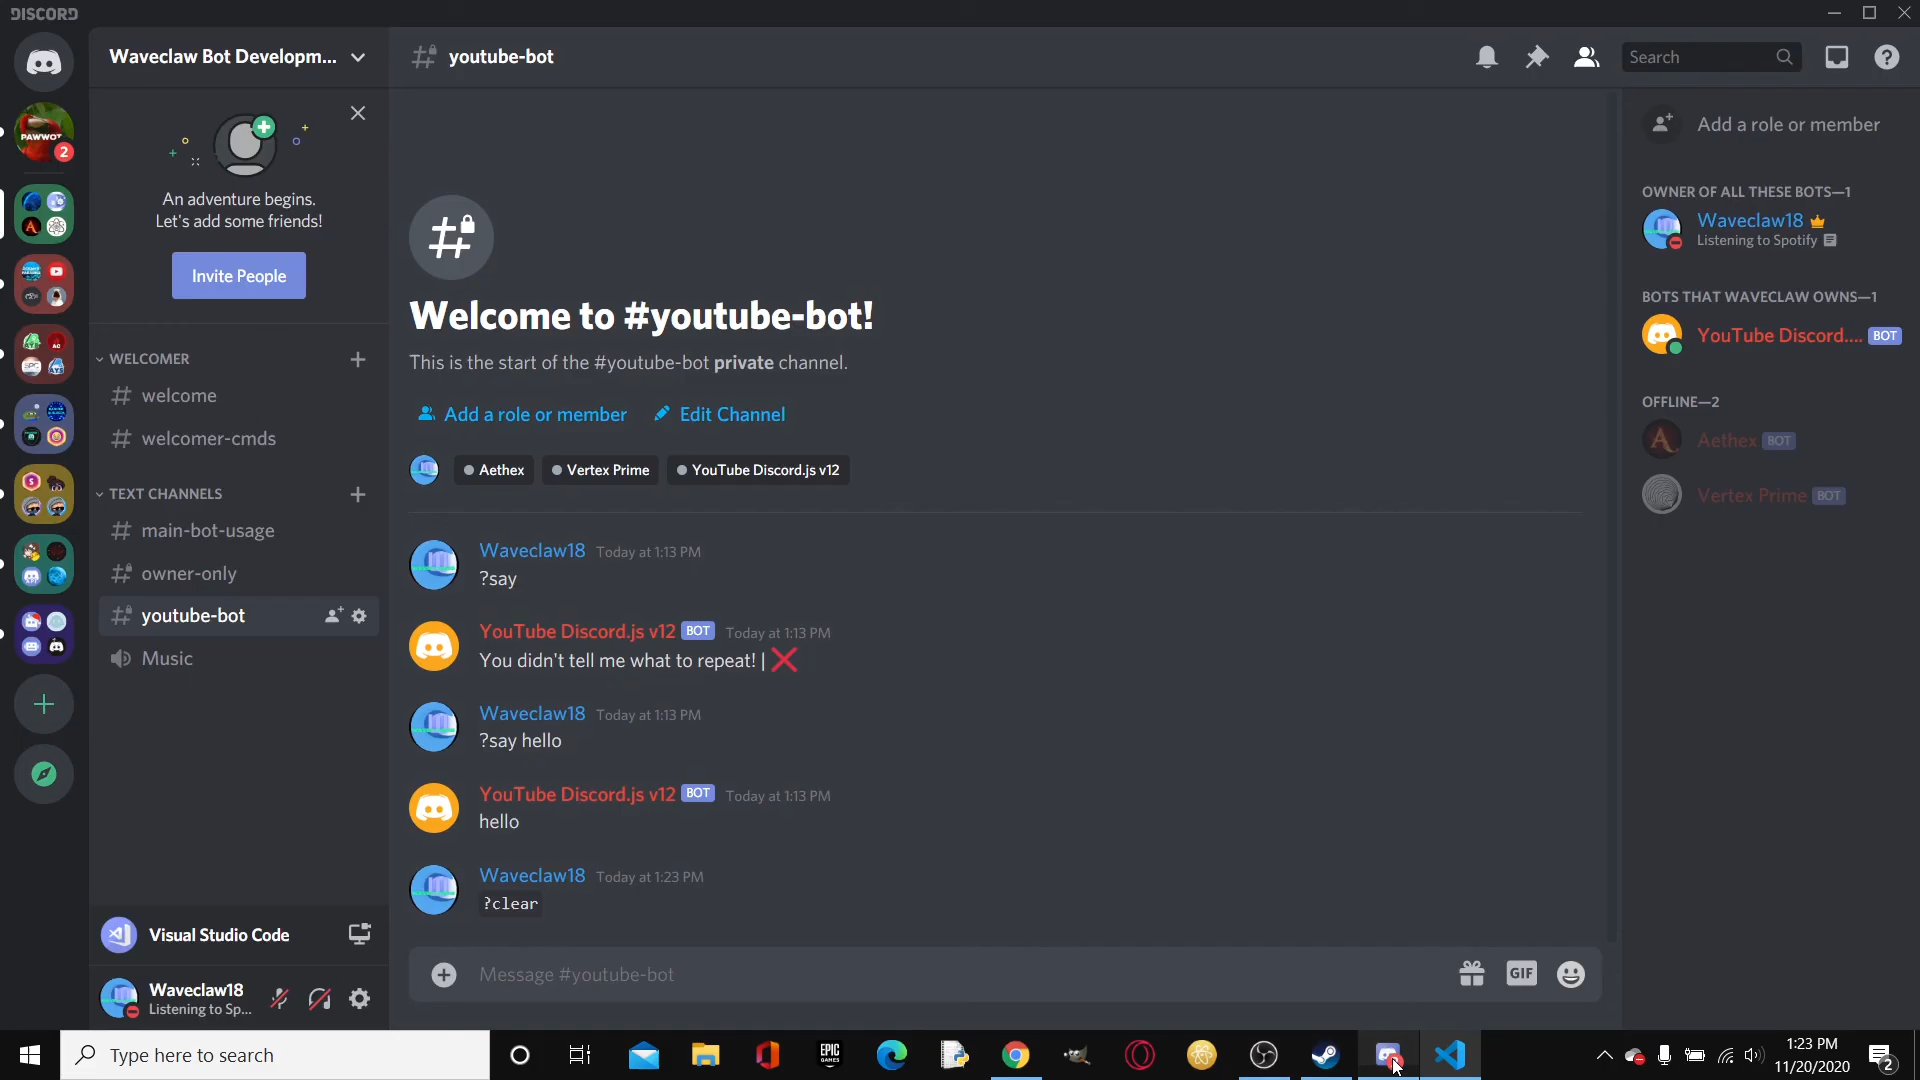 DISCORD
Waveclaw Bot Developm...
youtube-bot
Search
PAWWOT
2
An adventure begins.
Let's add some friends!
Invite People
WELCOMER
welcome
welcomer-cmds
TEXT CHANNELS
main-bot-usage
owner-only
youtube-bot
Music
Visual Studio Code
Waveclaw18
Listening to Sp...
Welcome to #youtube-bot!
This is the start of the #youtube-bot private channel.
Add a role or member Edit Channel
Aethex Vertex Prime YouTube Discord.js v12
Waveclaw18 Today at 1:13 PM
?say
YouTube Discord.js v12 BOT Today at 1:13 PM
You didn't tell me what to repeat! |
Waveclaw18 Today at 1:13 PM
?say hello
YouTube Discord.js v12 BOT Today at 1:13 PM
hello
Waveclaw18 Today at 1:23 PM
?clear
Message #youtube-bot
GIF
Add a role or member
OWNER OF ALL THESE BOTS—1
Waveclaw18
Listening to Spotify
BOTS THAT WAVECLAW OWNS—1
YouTube Discord.... BOT
OFFLINE—2
Aethex BOT
Vertex Prime BOT
Type here to search
EPIC
GAMES
1:23 PM
11/20/2020
2